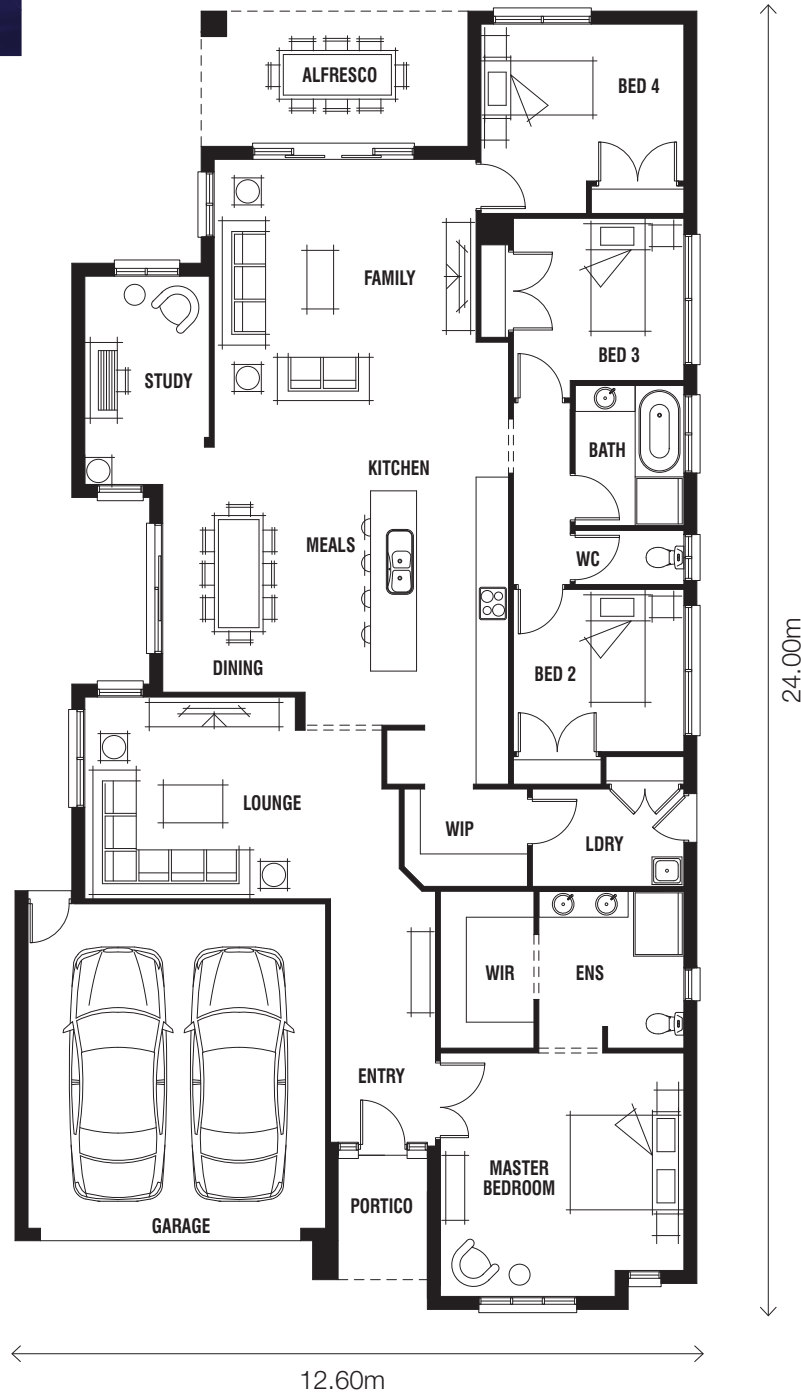 ALFRESCO
BED 4
FAMILY
BED 3
STUDY
BATH
KITCHEN
MEALS
WC
DINING
BED 2
24.00m
LOUNGE
WIP
LDRY
WIR
ENS
ENTRY
MASTER
BEDROOM
PORTICO
GARAGE
12.60m